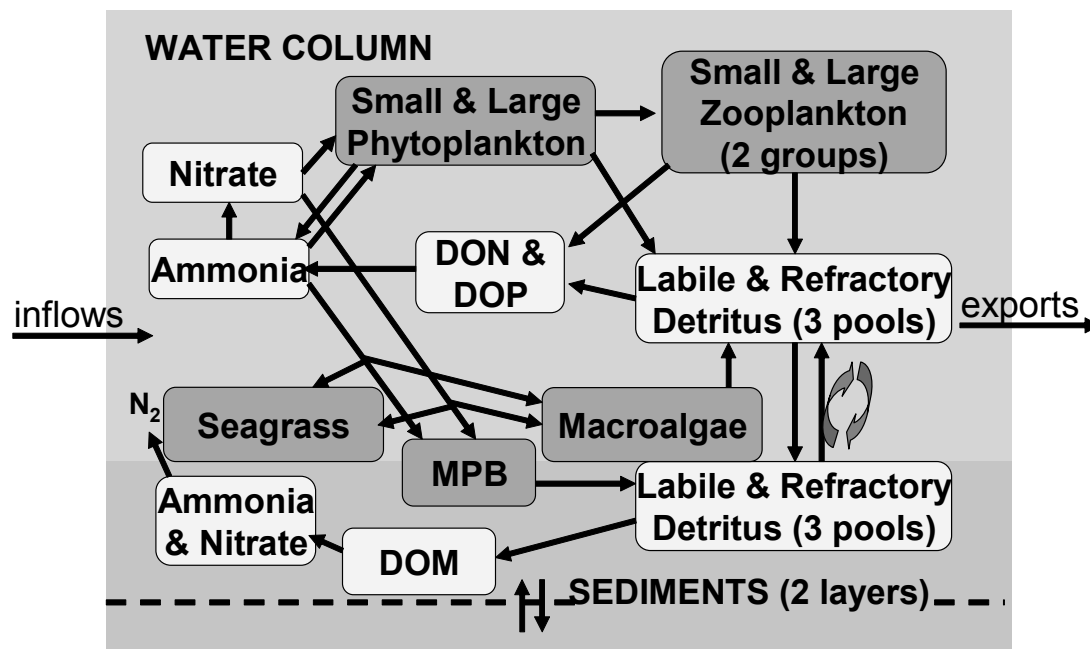 WATER COLUMN
Small & Large
Phytoplankton
Small & Large
Zooplankton
(2 groups)
Nitrate
Ammonia
DON &
DOP
Labile & Refractory
Detritus (3 pools)
inflows
exports
N₂
Seagrass
Macroalgae
MPB
Labile & Refractory
Detritus (3 pools)
Ammonia
& Nitrate
DOM
SEDIMENTS (2 layers)